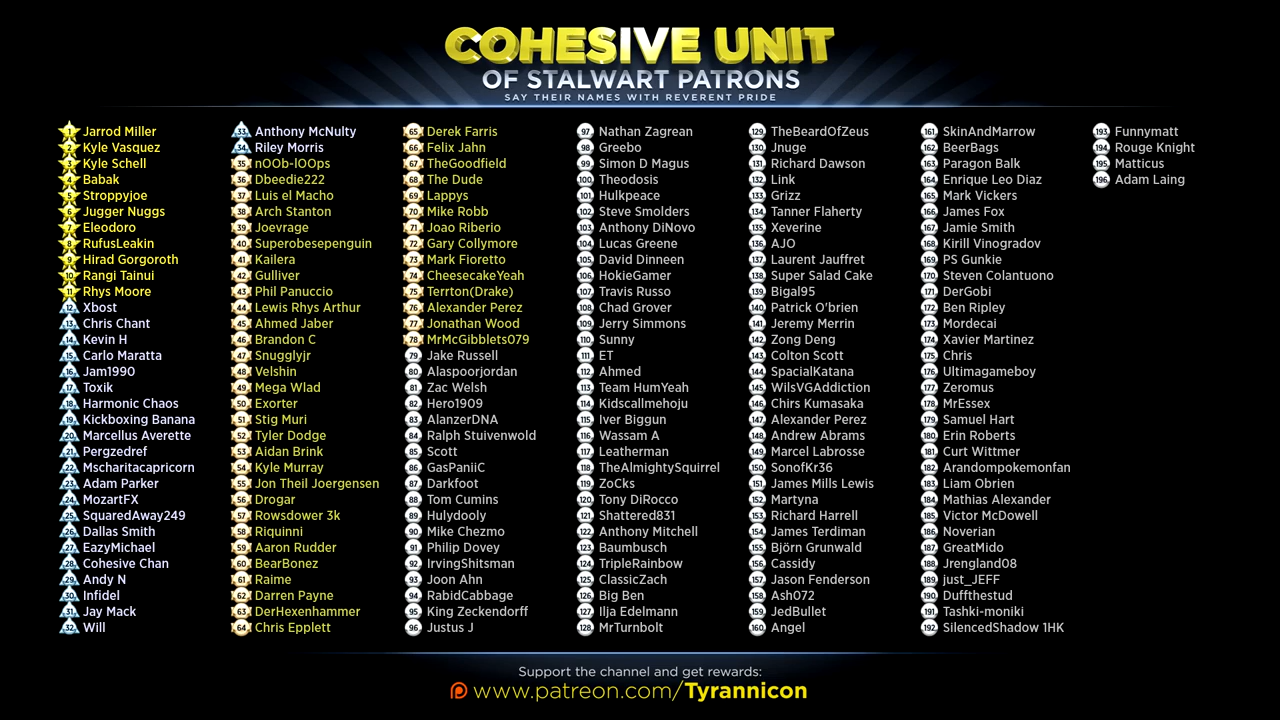 COHESIVE UNIT
OF STALWART PATRONS
SAY THEIR NAMES WITH REVERENT PRIDE
1 Jarrod Miller
2 Kyle Vasquez
3 Kyle Schell
4 Babak
5 Stroppyjoe
6 Jugger Nuggs
7 Eleodoro
8 RufusLeakin
9 Hirad Gorgoroth
10 Rangi Tainui
11 Rhys Moore
12 Xbost
13 Chris Chant
14 Kevin H
15 Carlo Maratta
16 Jam1990
17 Toxik
18 Harmonic Chaos
19 Kickboxing Banana
20 Marcellus Averette
21 Pergzedref
22 Mscharitacapricorn
23 Adam Parker
24 MozartFX
25 SquaredAway249
26 Dallas Smith
27 EazyMichael
28 Cohesive Chan
29 Andy N
30 Infidel
31 Jay Mack
32 Will
33 Anthony McNulty
34 Riley Morris
35 nOOb-lOOps
36 Dbeedie222
37 Luis el Macho
38 Arch Stanton
39 Joevrage
40 Superobesepenguin
41 Kailera
42 Gulliver
43 Phil Panuccio
44 Lewis Rhys Arthur
45 Ahmed Jaber
46 Brandon C
47 Snugglyjr
48 Velshin
49 Mega Wlad
50 Exorter
51 Stig Muri
52 Tyler Dodge
53 Aidan Brink
54 Kyle Murray
55 Jon Theil Joergensen
56 Drogar
57 Rowsdower 3k
58 Riquinni
59 Aaron Rudder
60 BearBonez
61 Raime
62 Darren Payne
63 DerHexenhammer
64 Chris Epplett
65 Derek Farris
66 Felix Jahn
67 TheGoodfield
68 The Dude
69 Lappys
70 Mike Robb
71 Joao Riberio
72 Gary Collymore
73 Mark Fioretto
74 CheesecakeYeah
75 Terrton(Drake)
76 Alexander Perez
77 Jonathan Wood
78 MrMcGibblets079
79 Jake Russell
80 Alaspoorjordan
81 Zac Welsh
82 Hero1909
83 AlanzerDNA
84 Ralph Stuivenwold
85 Scott
86 GasPaniiC
87 Darkfoot
88 Tom Cumins
89 Hulydooly
90 Mike Chezmo
91 Philip Dovey
92 IrvingShitsman
93 Joon Ahn
94 RabidCabbage
95 King Zeckendorff
96 Justus J
97 Nathan Zagrean
98 Greebo
99 Simon D Magus
100 Theodosis
101 Hulkpeace
102 Steve Smolders
103 Anthony DiNovo
104 Lucas Greene
105 David Dinneen
106 HokieGamer
107 Travis Russo
108 Chad Grover
109 Jerry Simmons
110 Sunny
111 ET
112 Ahmed
113 Team HumYeah
114 Kidscallmehoju
115 Iver Biggun
116 Wassam A
117 Leatherman
118 TheAlmightySquirrel
119 ZoCks
120 Tony DiRocco
121 Shattered831
122 Anthony Mitchell
123 Baumbusch
124 TripleRainbow
125 ClassicZach
126 Big Ben
127 Ilja Edelmann
128 MrTurnbolt
129 TheBeardOfZeus
130 Jnuge
131 Richard Dawson
132 Link
133 Grizz
134 Tanner Flaherty
135 Xeverine
136 AJO
137 Laurent Jauffret
138 Super Salad Cake
139 Bigal95
140 Patrick O'brien
141 Jeremy Merrin
142 Zong Deng
143 Colton Scott
144 SpacialKatana
145 WilsVGAddiction
146 Chirs Kumasaka
147 Alexander Perez
148 Andrew Abrams
149 Marcel Labrosse
150 SonofKr36
151 James Mills Lewis
152 Martyna
153 Richard Harrell
154 James Terdiman
155 Björn Grunwald
156 Cassidy
157 Jason Fenderson
158 Ash072
159 JedBullet
160 Angel
161 SkinAndMarrow
162 BeerBags
163 Paragon Balk
164 Enrique Leo Diaz
165 Mark Vickers
166 James Fox
167 Jamie Smith
168 Kirill Vinogradov
169 PS Gunkie
170 Steven Colantuono
171 DerGobi
172 Ben Ripley
173 Mordecai
174 Xavier Martinez
175 Chris
176 Ultimagameboy
177 Zeromus
178 MrEssex
179 Samuel Hart
180 Erin Roberts
181 Curt Wittmer
182 Arandompokemonfan
183 Liam Obrien
184 Mathias Alexander
185 Victor McDowell
186 Noverian
187 GreatMido
188 Jrengland08
189 just_JEFF
190 Duffthestud
191 Tashki-moniki
192 SilencedShadow 1HK
193 Funnymatt
194 Rouge Knight
195 Matticus
196 Adam Laing
Support the channel and get rewards:
www.patreon.com/Tyrannicon